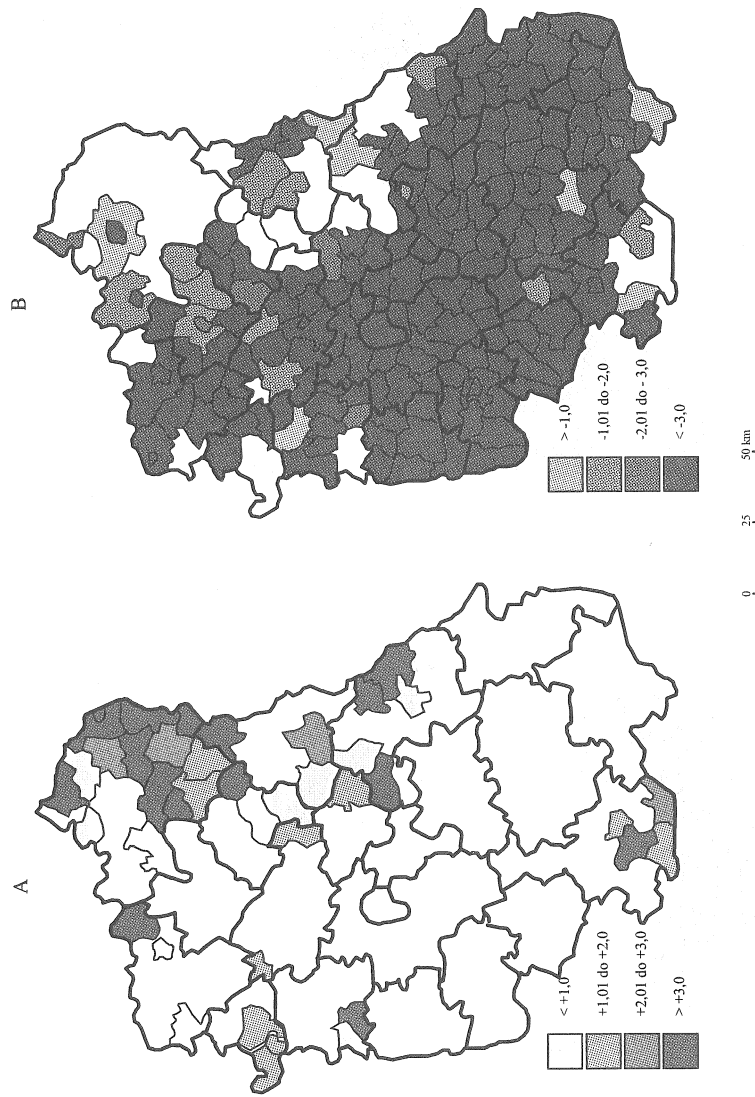 A
< +1,0
+1,01 do +2,0
+2,01 do +3,0
> +3,0
B
> -1,0
-1,01 do -2,0
-2,01 do - 3,0
< -3,0
0 25 50 km